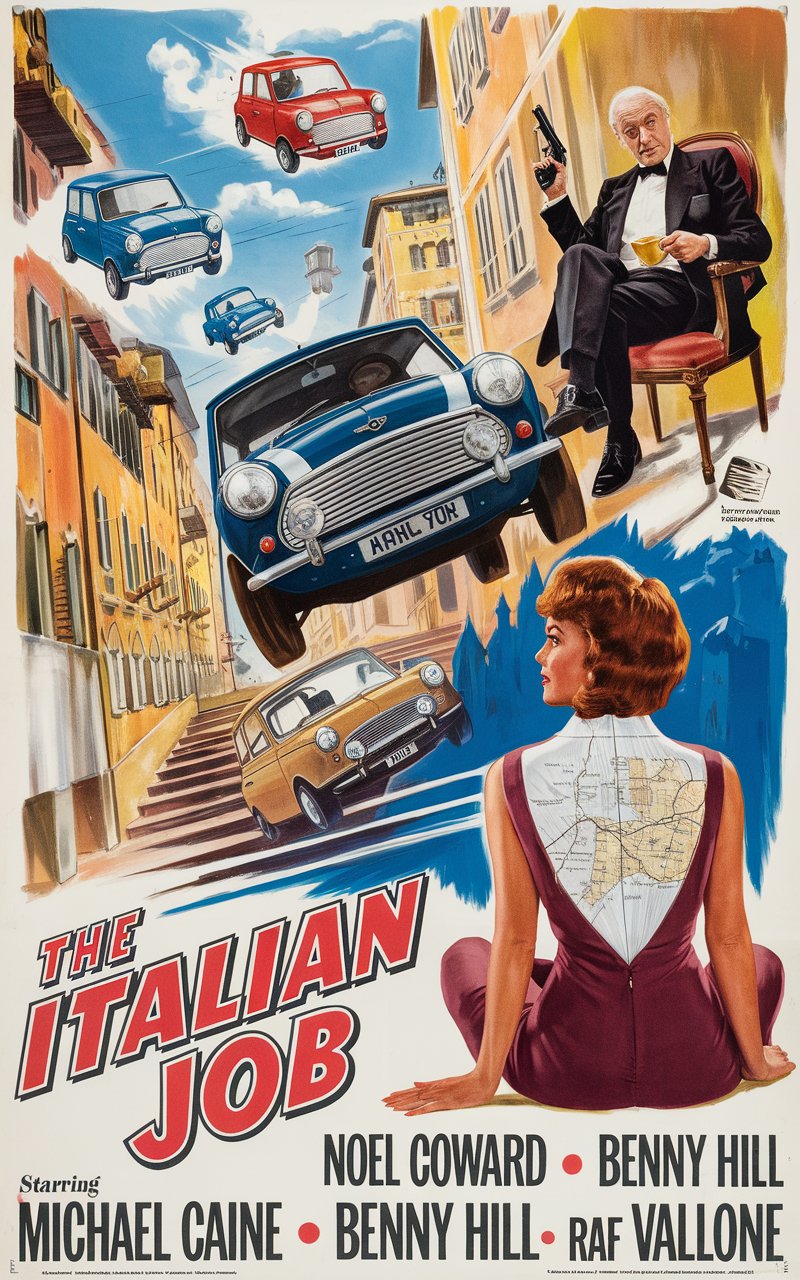 THE
ITALIAN
JOB
NOEL COWARD • BENNY HILL
Starring
MICHAEL CAINE • BENNY HILL • RAF VALLONE